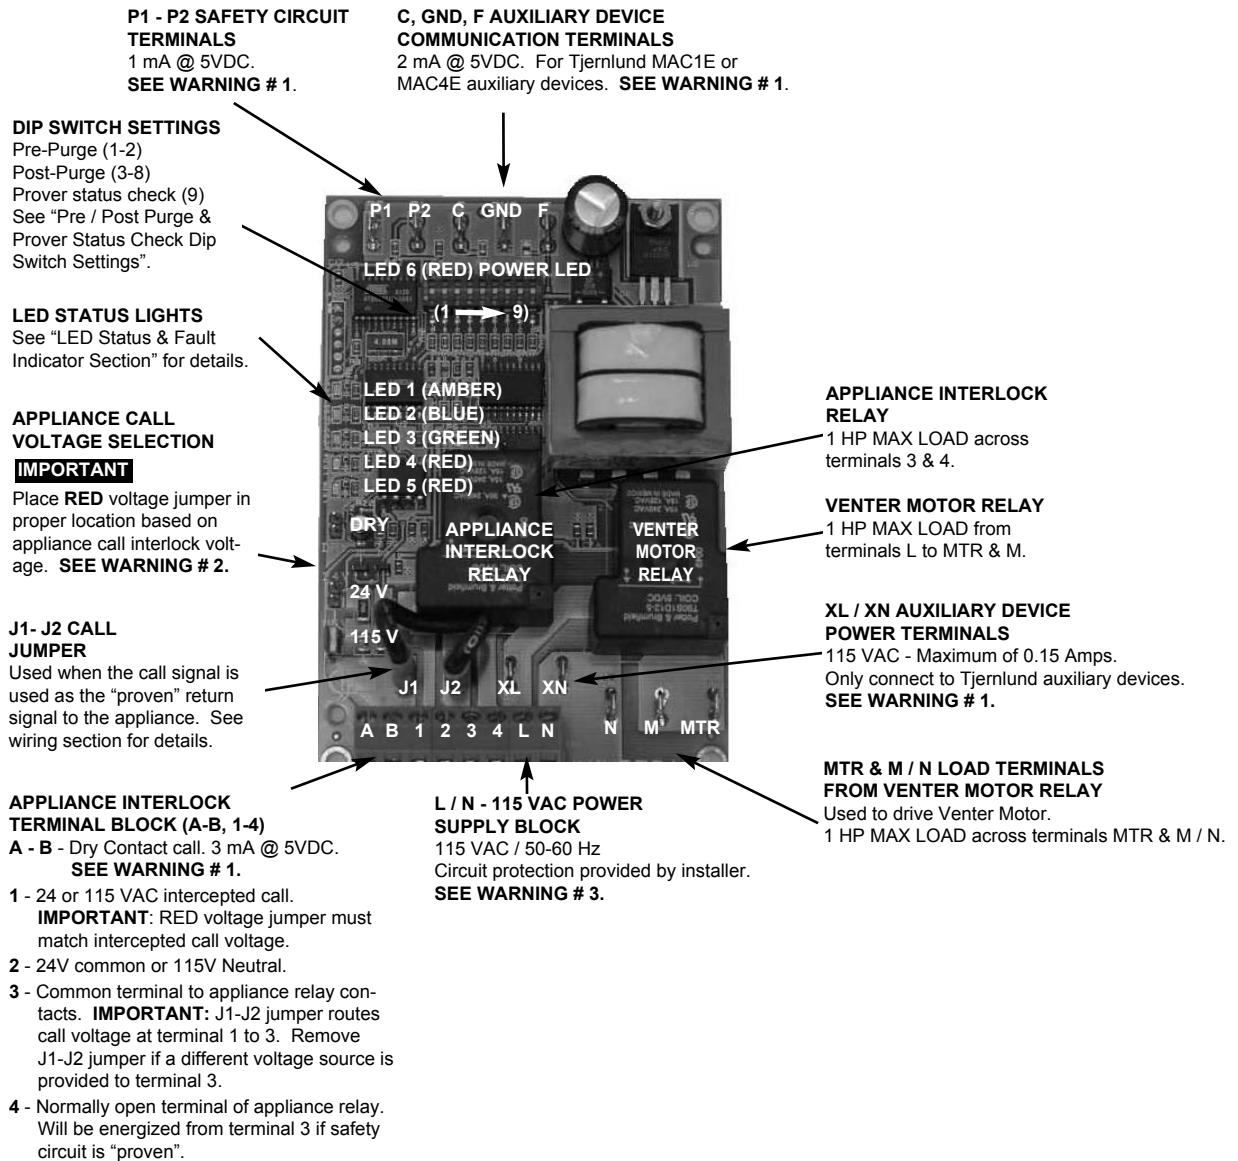 P1 - P2 SAFETY CIRCUIT
TERMINALS
1 mA @ 5VDC.
SEE WARNING # 1.
C, GND, F AUXILIARY DEVICE
COMMUNICATION TERMINALS
2 mA @ 5VDC. For Tjernlund MAC1E or
MAC4E auxiliary devices. SEE WARNING # 1.
DIP SWITCH SETTINGS
Pre-Purge (1-2)
Post-Purge (3-8)
Prover status check (9)
See “Pre / Post Purge &
Prover Status Check Dip
Switch Settings”.
LED STATUS LIGHTS
See “LED Status & Fault
Indicator Section” for details.
APPLIANCE CALL
VOLTAGE SELECTION
IMPORTANT
Place RED voltage jumper in
proper location based on
appliance call interlock volt-
age. SEE WARNING # 2.
J1- J2 CALL
JUMPER
Used when the call signal is
used as the “proven” return
signal to the appliance. See
wiring section for details.
P1 P2 C GND F
LED 6 (RED) POWER LED
(1 9)
4.00M
LED 1 (AMBER)
LED 2 (BLUE)
LED 3 (GREEN)
LED 4 (RED)
LED 5 (RED)
DRY
24 V
115 V
APPLIANCE
INTERLOCK
RELAY
VENTER
MOTOR
RELAY
Potter & Brumfield
T90S1D12-5
COIL: 5VDC
J1 J2 XL XN
A B 1 2 3 4 L N
N M MTR
APPLIANCE INTERLOCK
RELAY
1 HP MAX LOAD across
terminals 3 & 4.
VENTER MOTOR RELAY
1 HP MAX LOAD from
terminals L to MTR & M.
XL / XN AUXILIARY DEVICE
POWER TERMINALS
115 VAC - Maximum of 0.15 Amps.
Only connect to Tjernlund auxiliary devices.
SEE WARNING # 1.
MTR & M / N LOAD TERMINALS
FROM VENTER MOTOR RELAY
Used to drive Venter Motor.
1 HP MAX LOAD across terminals MTR & M / N.
APPLIANCE INTERLOCK
TERMINAL BLOCK (A-B, 1-4)
A - B - Dry Contact call. 3 mA @ 5VDC.
SEE WARNING # 1.
1 - 24 or 115 VAC intercepted call.
IMPORTANT: RED voltage jumper must
match intercepted call voltage.
2 - 24V common or 115V Neutral.
3 - Common terminal to appliance relay con-
tacts. IMPORTANT: J1-J2 jumper routes
call voltage at terminal 1 to 3. Remove
J1-J2 jumper if a different voltage source is
provided to terminal 3.
4 - Normally open terminal of appliance relay.
Will be energized from terminal 3 if safety
circuit is “proven”.
L / N - 115 VAC POWER
SUPPLY BLOCK
115 VAC / 50-60 Hz
Circuit protection provided by installer.
SEE WARNING # 3.